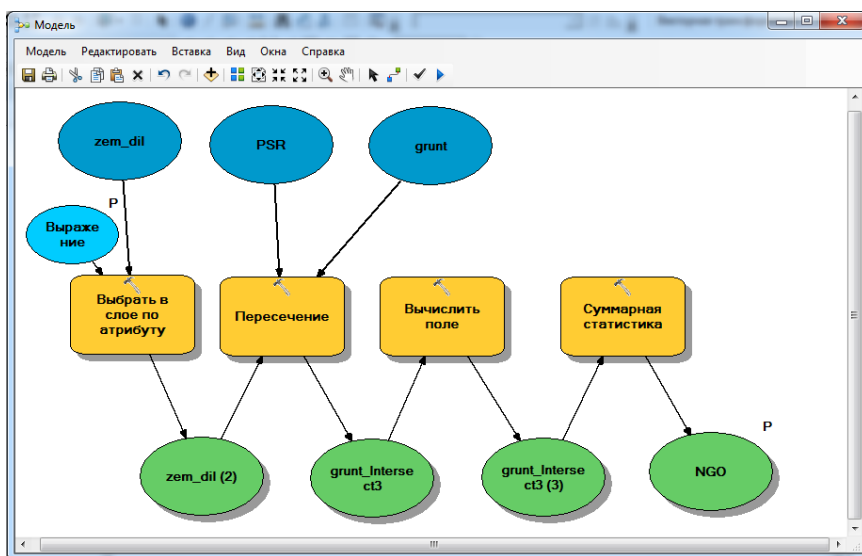 Модель
Модель Редактировать Вставка Вид Окна Справка
zem_dil
PSR
grunt
P
Выраже
ние
Выбрать в
слое по
атрибуту
Пересечение
Вычислить
поле
Суммарная
статистика
P
zem_dil (2)
grunt_Interse
ct3
grunt_Interse
ct3 (3)
NGO